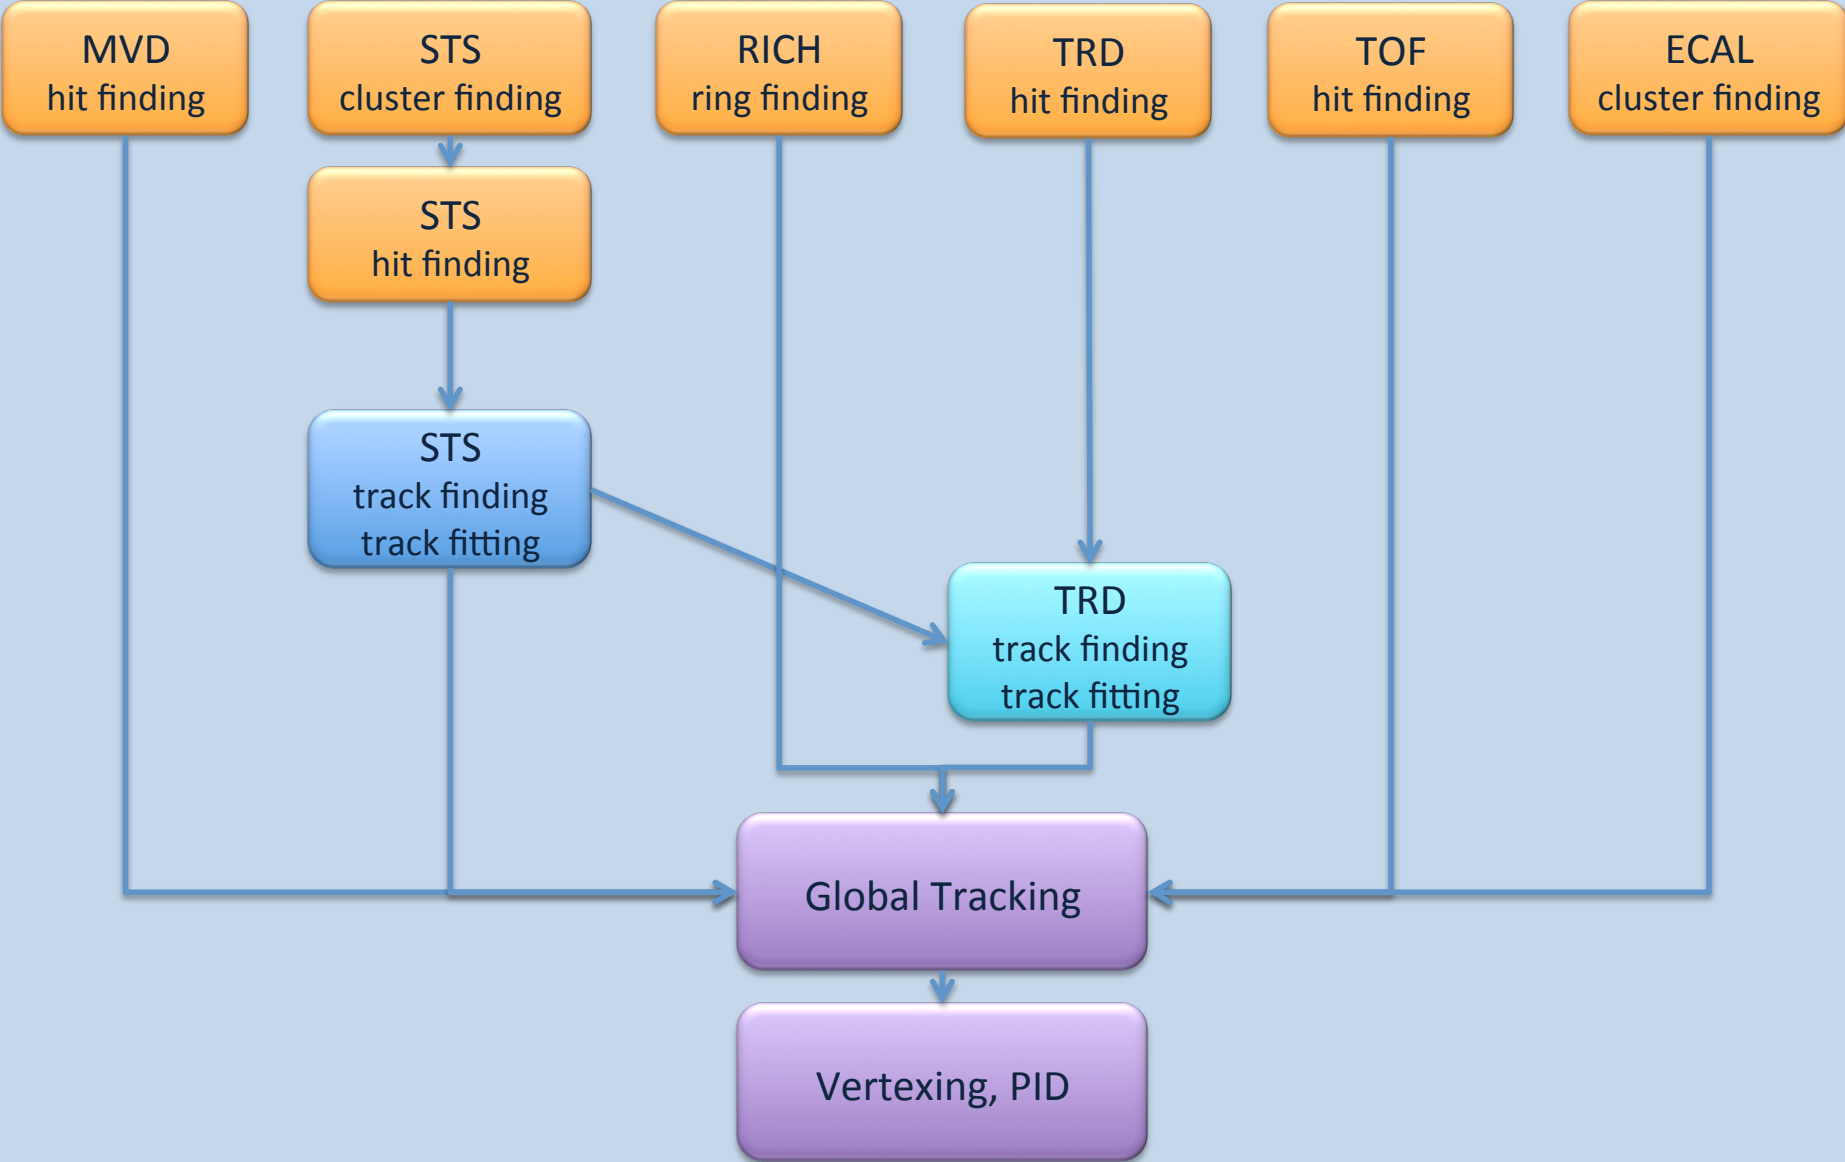 MVD
hit finding
STS
cluster finding
RICH
ring finding
TRD
hit finding
TOF
hit finding
ECAL
cluster finding
STS
hit finding
STS
track finding
track fitting
TRD
track finding
track fitting
Global Tracking
Vertexing, PID